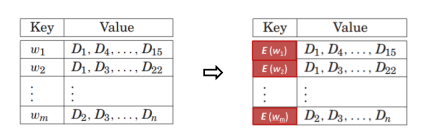 Key Value
w₁ D₁, D₄, . . . , D₁₅
w₂ D₁, D₃, . . . , D₂₂
⋮ ⋮
wₘ D₂, D₃, . . . , Dₙ
⇨
Key Value
E (w₁) D₁, D₄, . . . , D₁₅
E (w₂) D₁, D₃, . . . , D₂₂
⋮ ⋮
E (wₘ) D₂, D₃, . . . , Dₙ